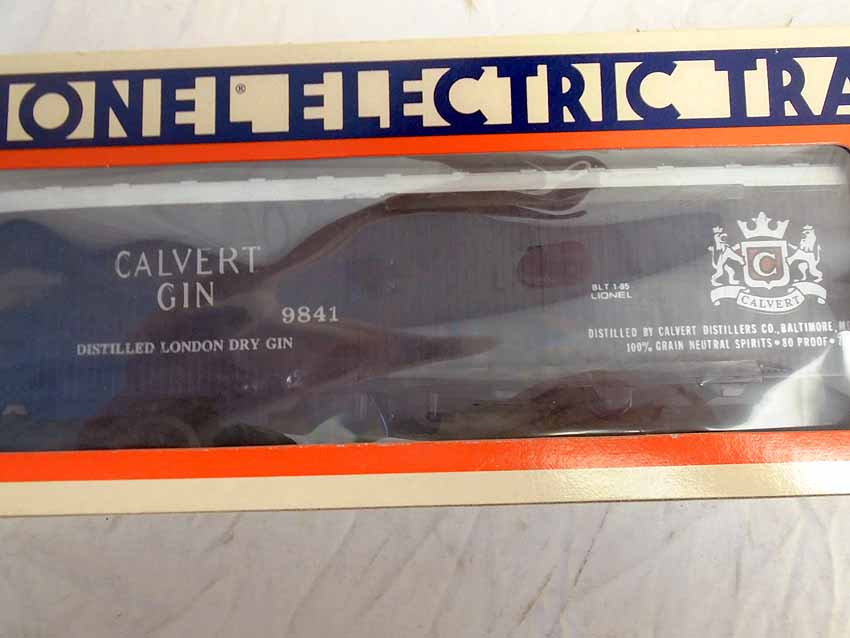 IONEL® ELECTRIC TRA
CALVERT
GIN
9841
DISTILLED LONDON DRY GIN
BLT 1-85
LIONEL
C
CALVERT
DISTILLED BY CALVERT DISTILLERS CO., BALTIMORE,
100% GRAIN NEUTRAL SPIRITS • 80 PROOF •